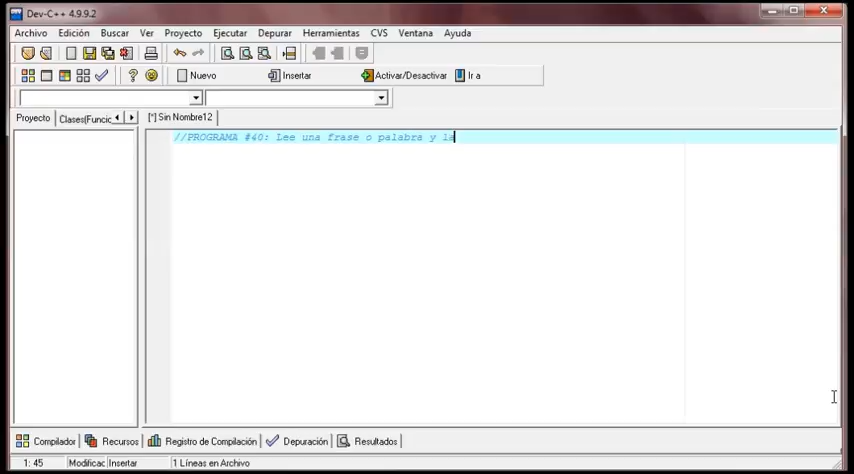 Dev-C++ 4.9.9.2
Archivo Edición Buscar Ver Proyecto Ejecutar Depurar Herramientas CVS Ventana Ayuda
Nuevo Insertar Activar/Desactivar Ir a
Proyecto Clases(Funcic [*] Sin Nombre12
//PROGRAMA #40: Lee una frase o palabra y la
Compilador Recursos Registro de Compilación Depuración Resultados
1: 45 Modificac Insertar 1 Líneas en Archivo